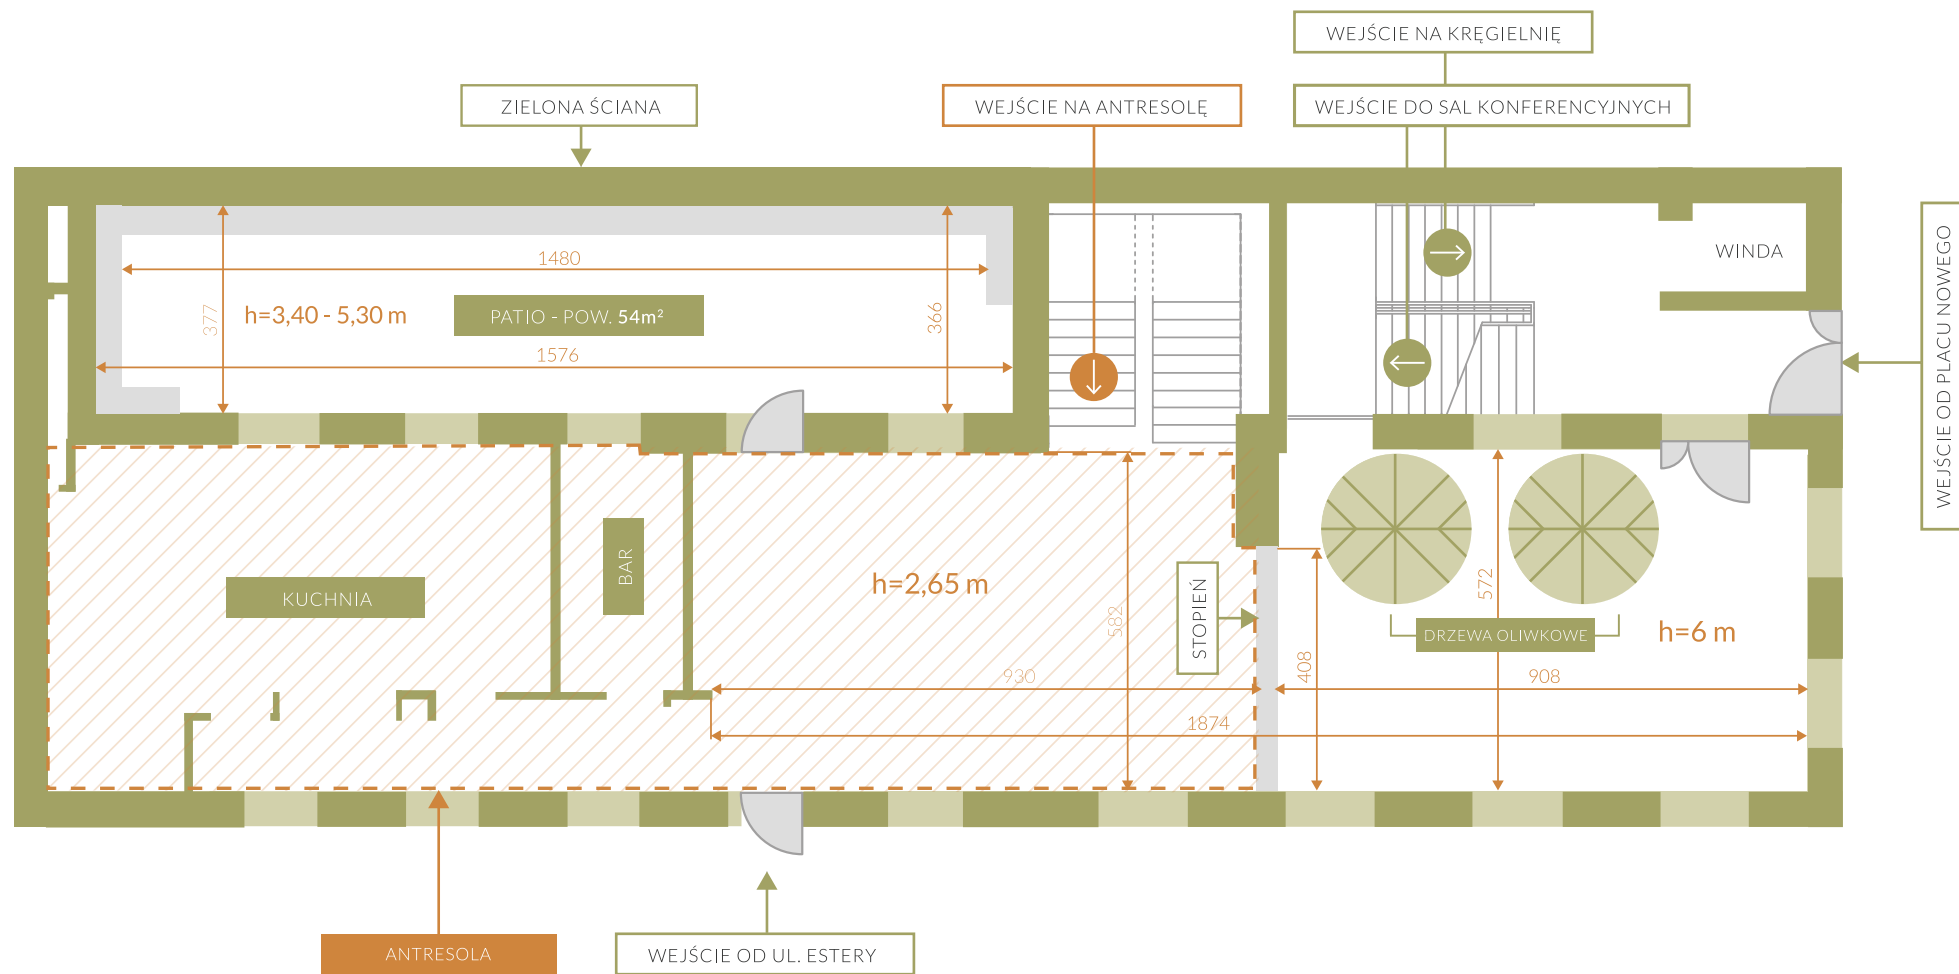 WEJŚCIE NA KRĘGIELNIĘ
ZIELONA ŚCIANA
WEJŚCIE NA ANTRESOLĘ
WEJŚCIE DO SAL KONFERENCYJNYCH
WEJŚCIE OD PLACU NOWEGO
WINDA
1480
377
h=3,40 - 5,30 m
PATIO - POW. 54m²
366
1576
KUCHNIA
BAR
h=2,65 m
582
STOPIEŃ
408
572
DRZEWA OLIWKOWE
h=6 m
930
908
1874
ANTRESOLA
WEJŚCIE OD UL. ESTERY